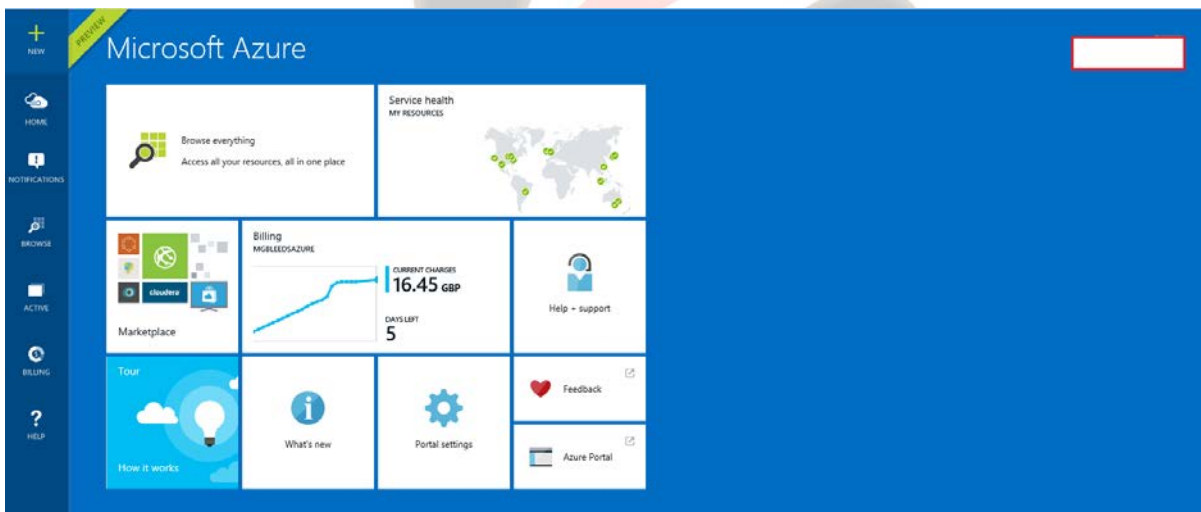 NEW
PREVIEW
Microsoft Azure
HOME
NOTIFICATIONS
BROWSE
ACTIVE
BILLING
HELP
Browse everything
Access all your resources, all in one place
Service health
MY RESOURCES
cloudera
Marketplace
Billing
MGBLEEDSAZURE
CURRENT CHARGES
16.45 GBP
DAYS LEFT
5
Help + support
Tour
How it works
What's new
Portal settings
Feedback
Azure Portal